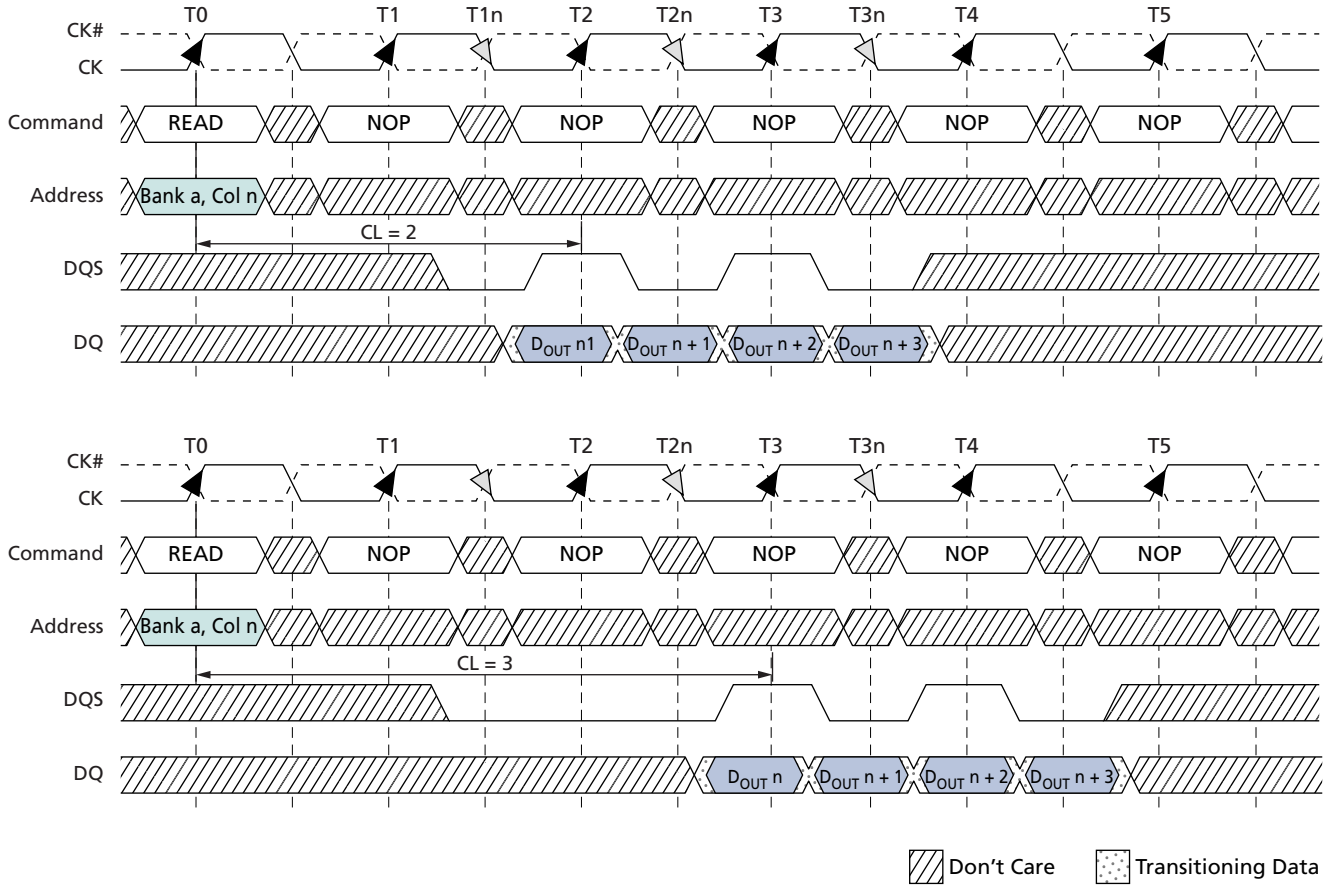 T0 T1 T1n T2 T2n T3 T3n T4 T5
CK#
CK
Command READ NOP NOP NOP NOP NOP
Address Bank a, Col n
CL = 2
DQS
DQ DOUT n1 DOUT n + 1 DOUT n + 2 DOUT n + 3
T0 T1 T2 T2n T3 T3n T4 T5
CK#
CK
Command READ NOP NOP NOP NOP NOP
Address Bank a, Col n
CL = 3
DQS
DQ DOUT n DOUT n + 1 DOUT n + 2 DOUT n + 3
Don't Care Transitioning Data